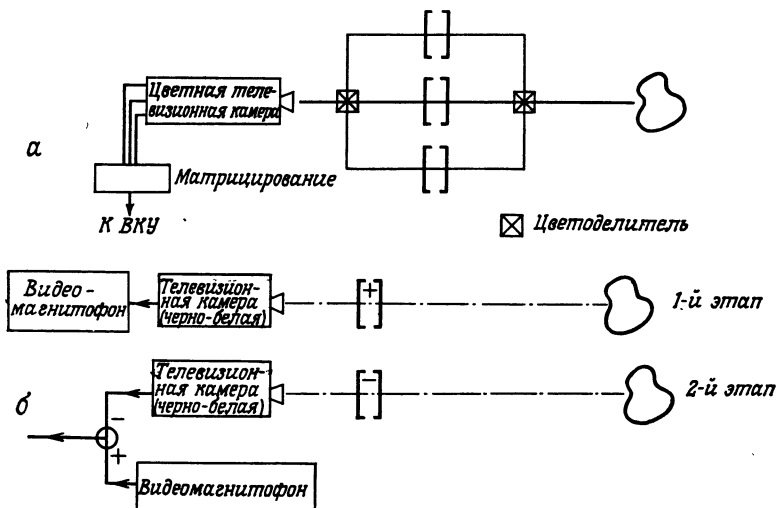 Цветная теле-
визионная камера
а
Матрицирование
К ВКУ
Цветоделитель
Видео-
магнитофон
Телевизион-
ная камера
(черно-белая)
+
1-й этап
Телевизион-
ная камера
(черно-белая)
−
2-й этап
б
−
+
Видеомагнитофон